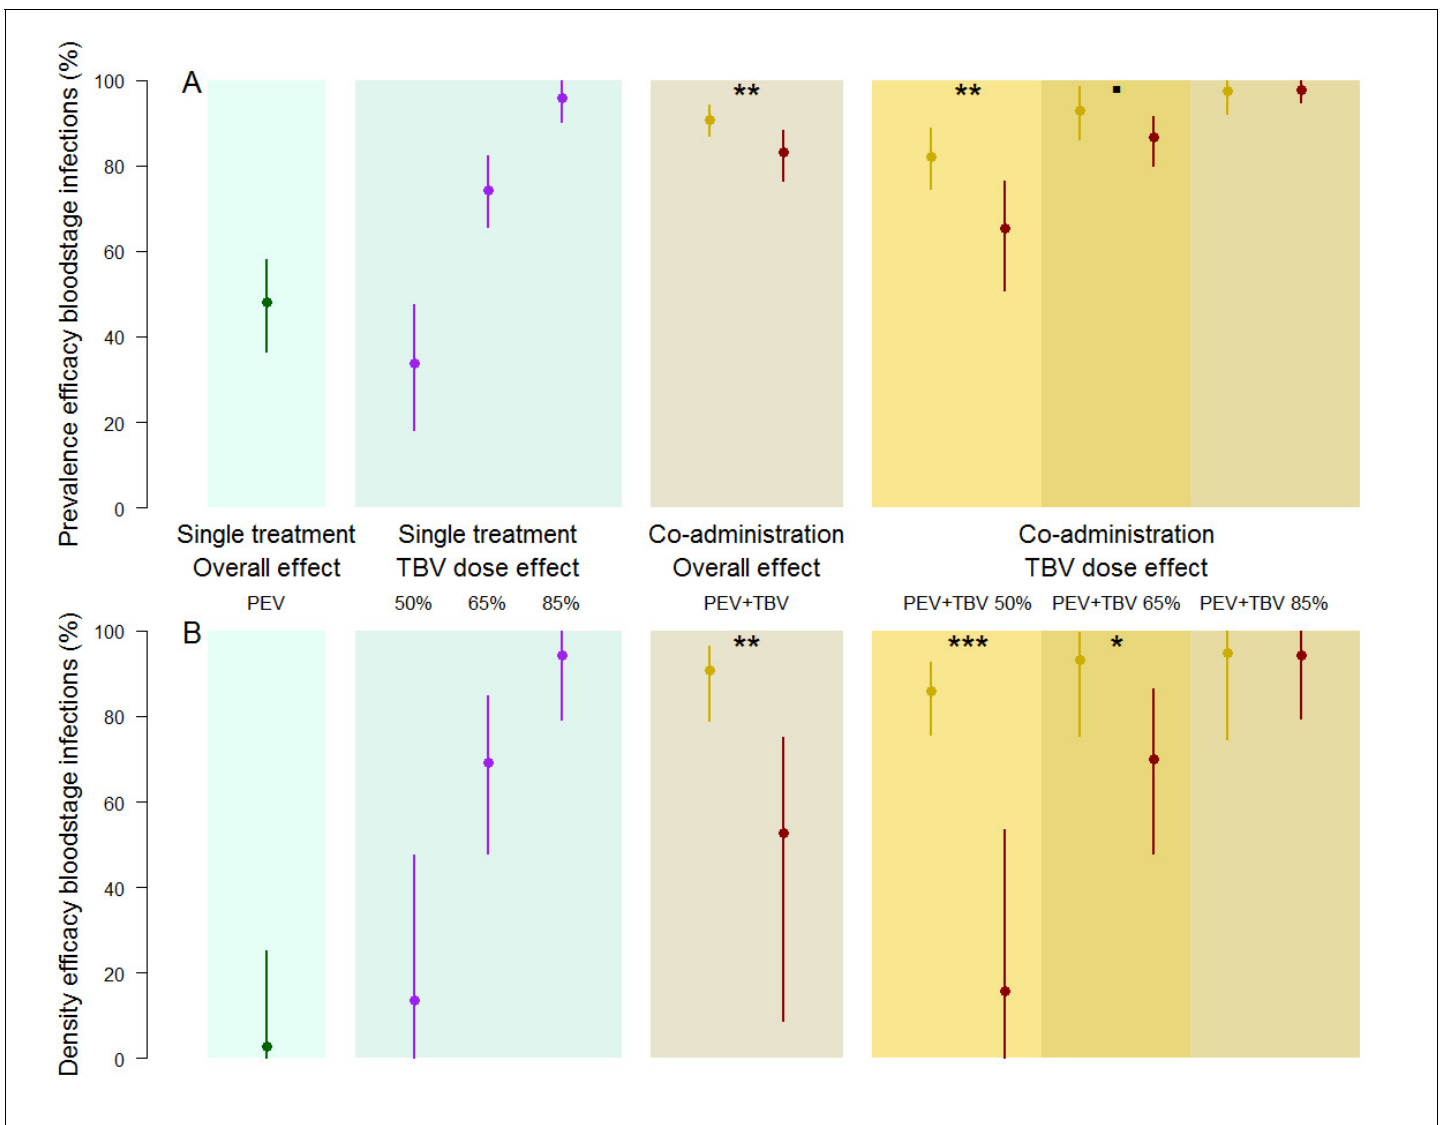 A
Prevalence efficacy bloodstage infections (%)
100
80
60
40
20
0
**
**
▪
Single treatment
Overall effect
PEV
Single treatment
TBV dose effect
50% 65% 85%
Co-administration
Overall effect
PEV+TBV
Co-administration
TBV dose effect
PEV+TBV 50% PEV+TBV 65% PEV+TBV 85%
B
Density efficacy bloodstage infections (%)
100
80
60
40
20
0
**
***
*